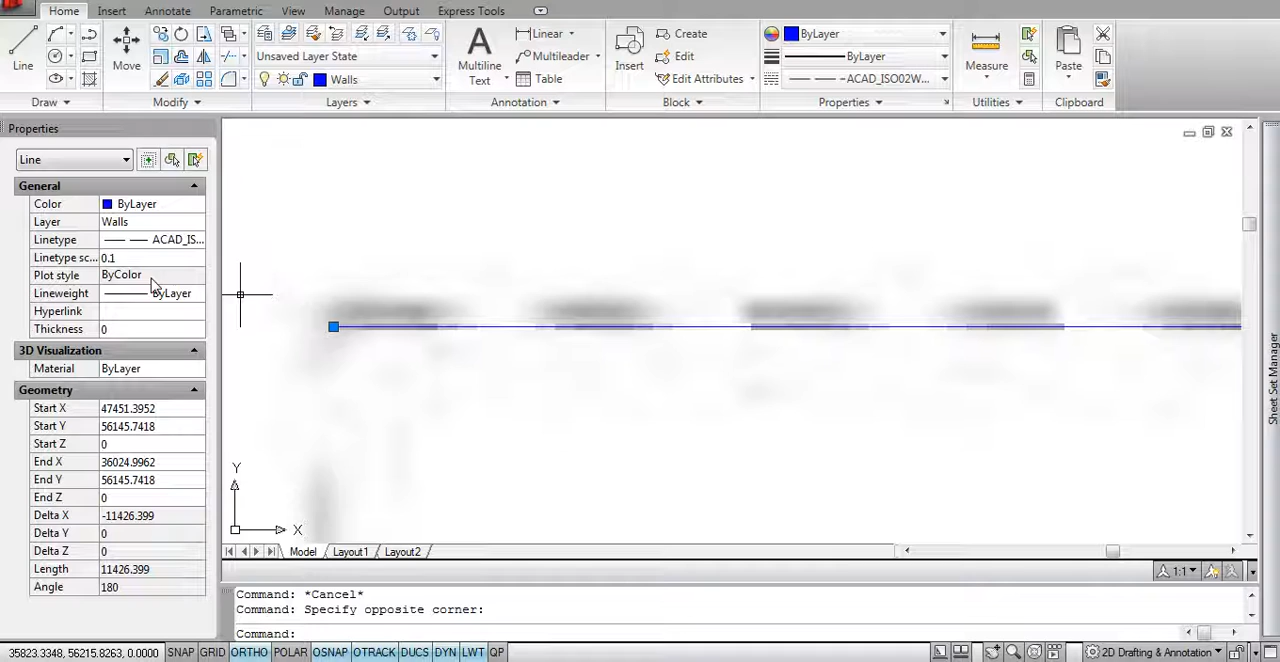 Home Insert Annotate Parametric View Manage Output Express Tools
Line Move Unsaved Layer State Walls Multiline Text Linear Multileader Table Insert Create Edit Edit Attributes ByLayer ByLayer ACAD_ISO02W... Measure Paste
Draw Modify Layers Annotation Block Properties Utilities Clipboard
Properties
Line
General
Color ByLayer
Layer Walls
Linetype ACAD_IS...
Linetype sc... 0.1
Plot style ByColor
Lineweight ByLayer
Hyperlink
Thickness 0
3D Visualization
Material ByLayer
Geometry
Start X 47451.3952
Start Y 56145.7418
Start Z 0
End X 36024.9962
End Y 56145.7418
End Z 0
Delta X -11426.399
Delta Y 0
Delta Z 0
Length 11426.399
Angle 180
Y
X
Sheet Set Manager
Model Layout1 Layout2
1:1
Command: *Cancel*
Command: Specify opposite corner:
Command:
35823.3348, 56215.8263, 0.0000 SNAP GRID ORTHO POLAR OSNAP OTRACK DUCS DYN LWT QP 2D Drafting & Annotation